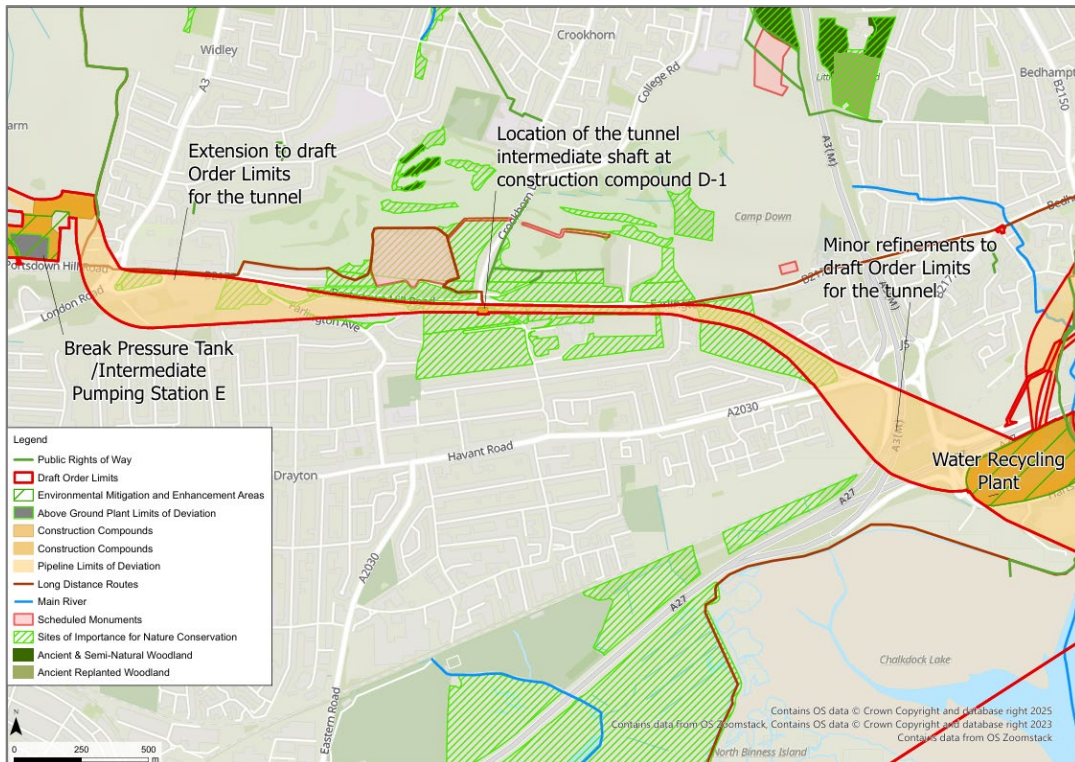 Crookhorn
Widley
A3
College Rd
Bedhampt
B2150
arm
Extension to draft
Order Limits
for the tunnel
Location of the tunnel
intermediate shaft at
construction compound D-1
A3(M)
Camp Down
Minor refinements to
draft Order Limits
for the tunnel
Portsdown Hill Road
London Road
Farlington Ave
Break Pressure Tank
/Intermediate
Pumping Station E
J5
A3(M)
A2030
Havant Road
Drayton
Water Recycling
Plant
A27
A2030
A27
Eastern Road
Chalkdock Lake
North Binness Island
Legend
Public Rights of Way
Draft Order Limits
Environmental Mitigation and Enhancement Areas
Above Ground Plant Limits of Deviation
Construction Compounds
Construction Compounds
Pipeline Limits of Deviation
Long Distance Routes
Main River
Scheduled Monuments
Sites of Importance for Nature Conservation
Ancient & Semi-Natural Woodland
Ancient Replanted Woodland
N
0 250 500
m
Contains OS data © Crown Copyright and database right 2025
Contains data from OS Zoomstack, Contains OS data © Crown Copyright and database right 2023
Contains data from OS Zoomstack